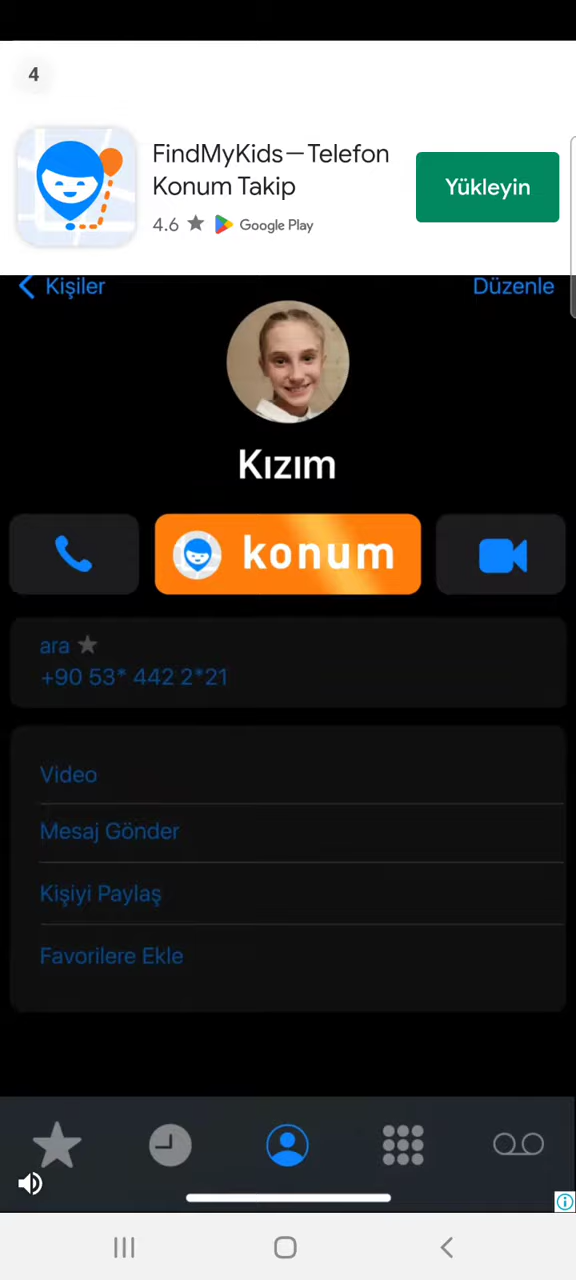 4
FindMyKids—Telefon
Konum Takip
Yükleyin
4.6 ★ Google Play
Kişiler
Düzenle
Kızım
konum
ara ★
+90 53* 442 2*21
Video
Mesaj Gönder
Kişiyi Paylaş
Favorilere Ekle